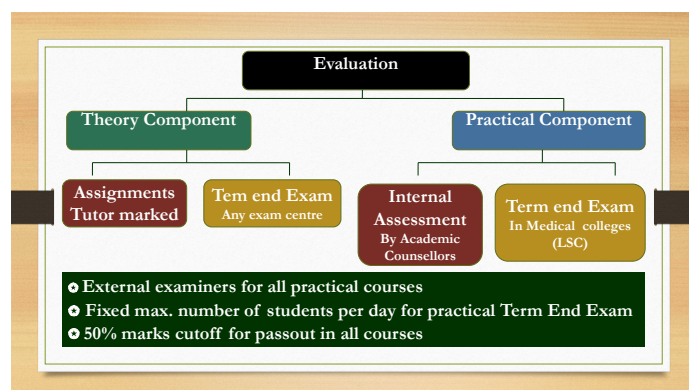 Evaluation
Theory Component
Practical Component
Assignments
Tutor marked
Tem end Exam
Any exam centre
Internal
Assessment
By Academic
Counsellors
Term end Exam
In Medical colleges
(LSC)
External examiners for all practical courses
Fixed max. number of students per day for practical Term End Exam
50% marks cutoff for passout in all courses